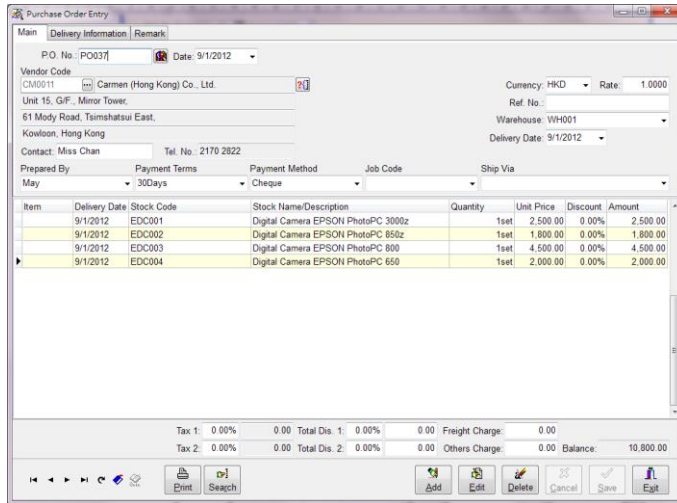 Purchase Order Entry
Main Delivery Information Remark
P.O. No.: PO037 Date: 9/1/2012
Vendor Code
CM0011 ... Carmen (Hong Kong) Co., Ltd. Currency: HKD Rate: 1.0000
Unit 15, G/F., Mirror Tower, Ref. No.:
61 Mody Road, Tsimshatsui East, Warehouse: WH001
Kowloon, Hong Kong Delivery Date: 9/1/2012
Contact: Miss Chan Tel. No.: 2170 2822
Prepared By Payment Terms Payment Method Job Code Ship Via
May 30Days Cheque
Item Delivery Date Stock Code Stock Name/Description Quantity Unit Price Discount Amount
9/1/2012 EDC001 Digital Camera EPSON PhotoPC 3000z 1set 2,500.00 0.00% 2,500.00
9/1/2012 EDC002 Digital Camera EPSON PhotoPC 850z 1set 1,800.00 0.00% 1,800.00
9/1/2012 EDC003 Digital Camera EPSON PhotoPC 800 1set 4,500.00 0.00% 4,500.00
9/1/2012 EDC004 Digital Camera EPSON PhotoPC 650 1set 2,000.00 0.00% 2,000.00
Tax 1: 0.00% 0.00 Total Dis. 1: 0.00% 0.00 Freight Charge: 0.00
Tax 2: 0.00% 0.00 Total Dis. 2: 0.00% 0.00 Others Charge: 0.00 Balance: 10,800.00
Print Search Add Edit Delete Cancel Save Exit